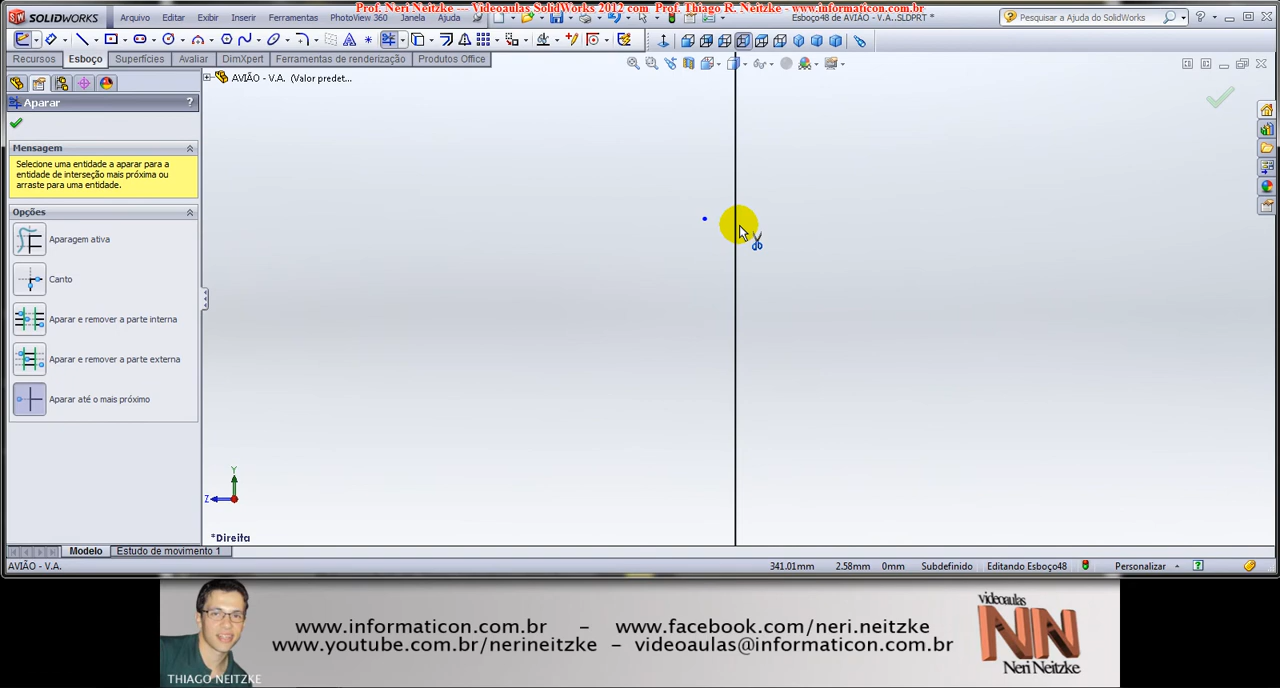 Prof. Neri Neitzke --- Videoaulas SolidWorks 2012 com Prof. Thiago R. Neitzke - www.informaticon.com.br
SOLIDWORKS
Arquivo Editar Exibir Inserir Ferramentas PhotoView 360 Janela Ajuda
Esboço48 de AVIÃO - V.A..SLDPRT *
Pesquisar a Ajuda do SolidWorks
Recursos Esboço Superfícies Avaliar DimXpert Ferramentas de renderização Produtos Office
AVIÃO - V.A. (Valor predet...
Aparar ?
Mensagem
Selecione uma entidade a aparar para a
entidade de interseção mais próxima ou
arraste para uma entidade.
Opções
Aparagem ativa
Canto
Aparar e remover a parte interna
Aparar e remover a parte externa
Aparar até o mais próximo
Y
Z
*Direita
Modelo Estudo de movimento 1
AVIÃO - V.A. 341.01mm 2.58mm 0mm Subdefinido Editando Esboço48 Personalizar ?
www.informaticon.com.br - www.facebook.com/neri.neitzke
www.youtube.com.br/nerineitzke - videoaulas@informaticon.com.br
THIAGO NEITZKE
videoaulas
NN
Neri Neitzke